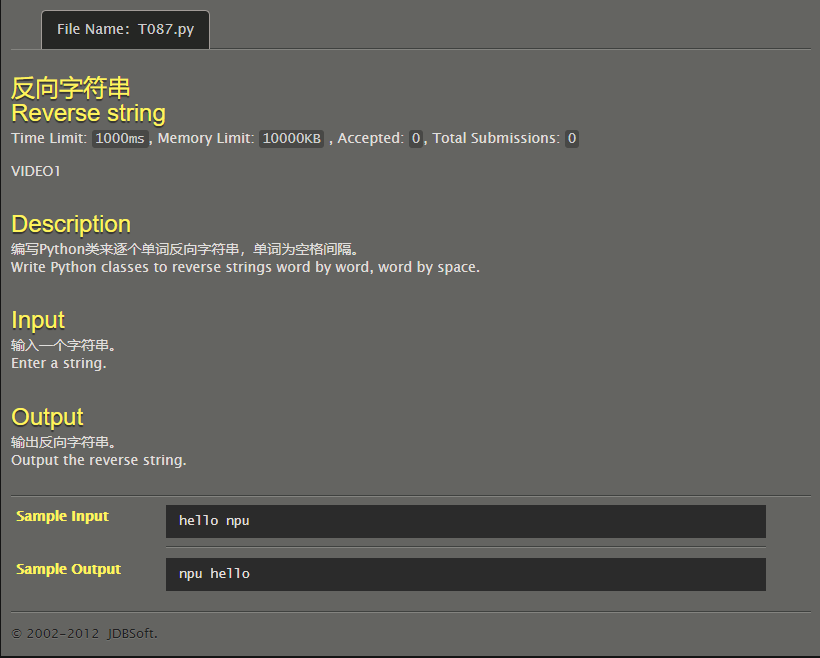 File Name: T087.py
反向字符串
Reverse string
Time Limit: 1000ms, Memory Limit: 10000KB , Accepted: 0, Total Submissions: 0
VIDEO1
Description
编写Python类来逐个单词反向字符串，单词为空格间隔。
Write Python classes to reverse strings word by word, word by space.
Input
输入一个字符串。
Enter a string.
Output
输出反向字符串。
Output the reverse string.
Sample Input
hello npu
Sample Output
npu hello
© 2002-2012 JDBSoft.